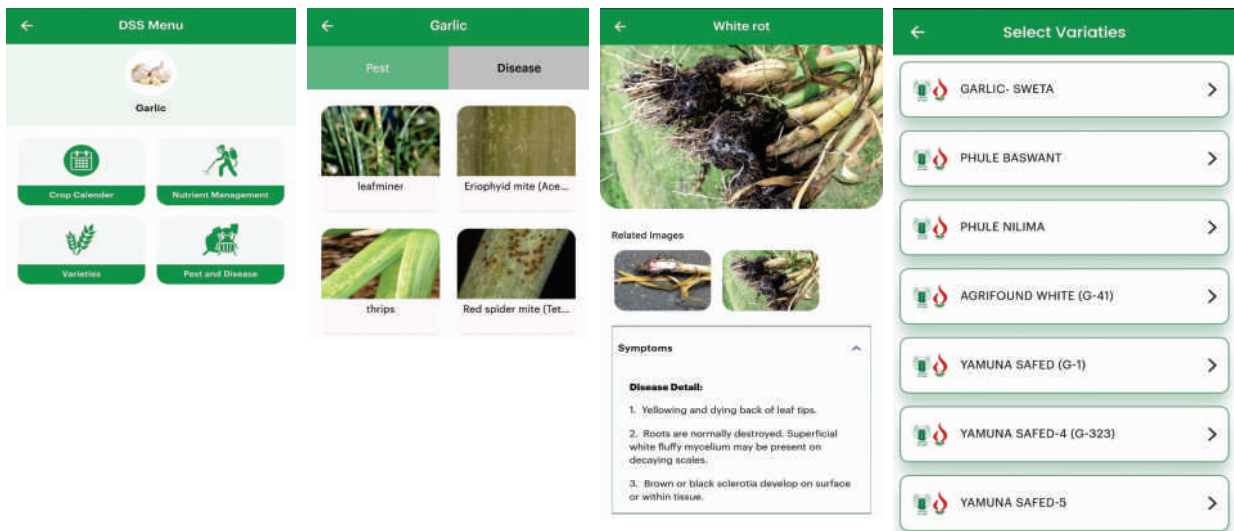 DSS Menu
Garlic
Crop Calender
Nutrient Management
Varieties
Pest and Disease
Garlic
Pest
Disease
leafminer
Eriophyid mite (Ace...
thrips
Red spider mite (Tet...
White rot
Related Images
Symptoms
Disease Detail:
1. Yellowing and dying back of leaf tips.
2. Roots are normally destroyed. Superficial
white fluffy mycelium may be present on
decaying scales.
3. Brown or black sclerotia develop on surface
or within tissue.
Select Variaties
GARLIC- SWETA
PHULE BASWANT
PHULE NILIMA
AGRIFOUND WHITE (G-41)
YAMUNA SAFED (G-1)
YAMUNA SAFED-4 (G-323)
YAMUNA SAFED-5